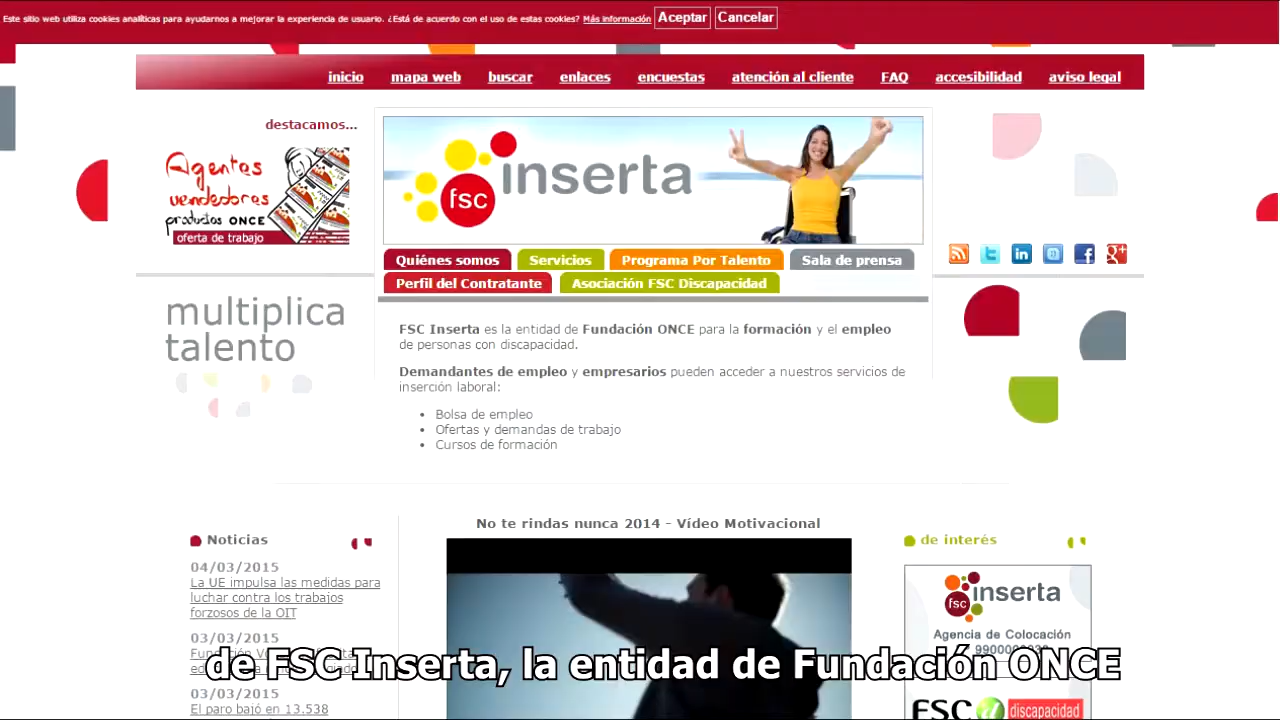 Este sitio web utiliza cookies analíticas para ayudarnos a mejorar la experiencia de usuario. ¿Está de acuerdo con el uso de estas cookies? Más información Aceptar Cancelar
inicio mapa web buscar enlaces encuestas atención al cliente FAQ accesibilidad aviso legal
destacamos...
Agentes
vendedores
productos ONCE
oferta de trabajo
fsc inserta
Quiénes somos Servicios Programa Por Talento Sala de prensa
Perfil del Contratante Asociación FSC Discapacidad
multiplica
talento
FSC Inserta es la entidad de Fundación ONCE para la formación y el empleo
de personas con discapacidad.
Demandantes de empleo y empresarios pueden acceder a nuestros servicios de
inserción laboral:
• Bolsa de empleo
• Ofertas y demandas de trabajo
• Cursos de formación
Noticias
04/03/2015
La UE impulsa las medidas para
luchar contra los trabajos
forzosos de la OIT
03/03/2015
03/03/2015
El paro bajó en 13.538
No te rindas nunca 2014 - Vídeo Motivacional
de interés
fsc inserta
Agencia de Colocación
FSC discapacidad
de FSC Inserta, la entidad de Fundación ONCE